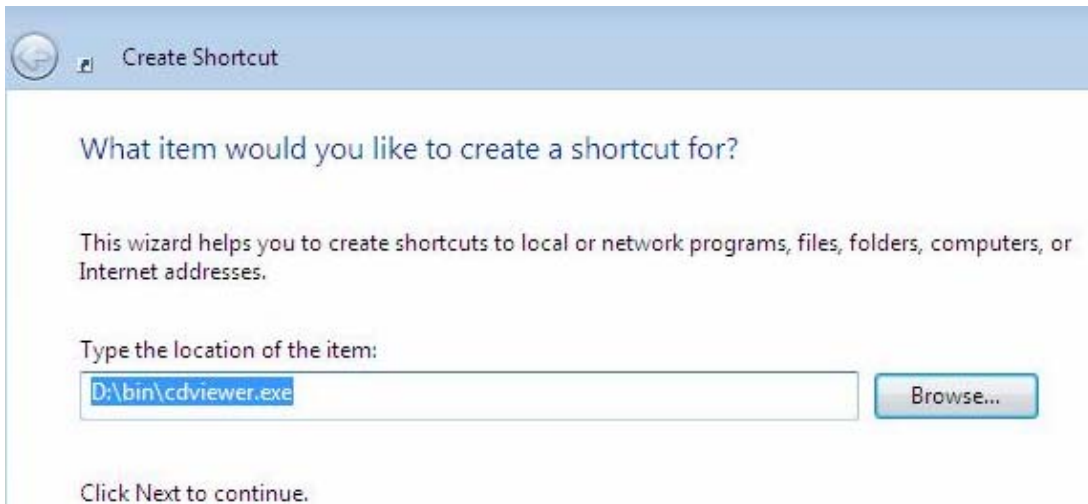 Create Shortcut
What item would you like to create a shortcut for?
This wizard helps you to create shortcuts to local or network programs, files, folders, computers, or
Internet addresses.
Type the location of the item:
D:\bin\cdviewer.exe
Browse...
Click Next to continue.